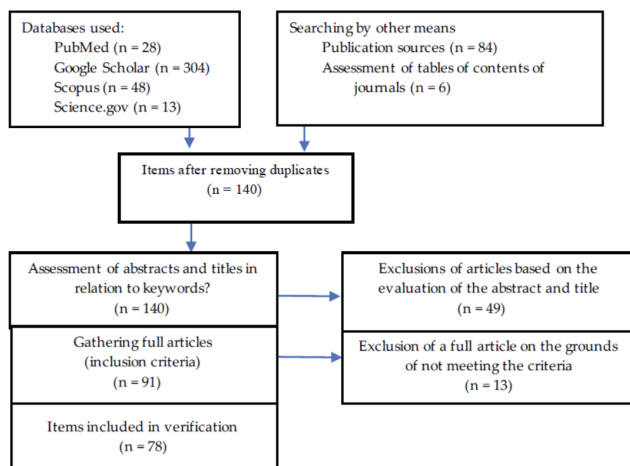 Databases used:
PubMed (n = 28)
Google Scholar (n = 304)
Scopus (n = 48)
Science.gov (n = 13)
Searching by other means
Publication sources (n = 84)
Assessment of tables of contents of
journals (n = 6)
Items after removing duplicates
(n = 140)
Assessment of abstracts and titles in
relation to keywords?
(n = 140)
Exclusions of articles based on the
evaluation of the abstract and title
(n = 49)
Gathering full articles
(inclusion criteria)
(n = 91)
Exclusion of a full article on the grounds
of not meeting the criteria
(n = 13)
Items included in verification
(n = 78)